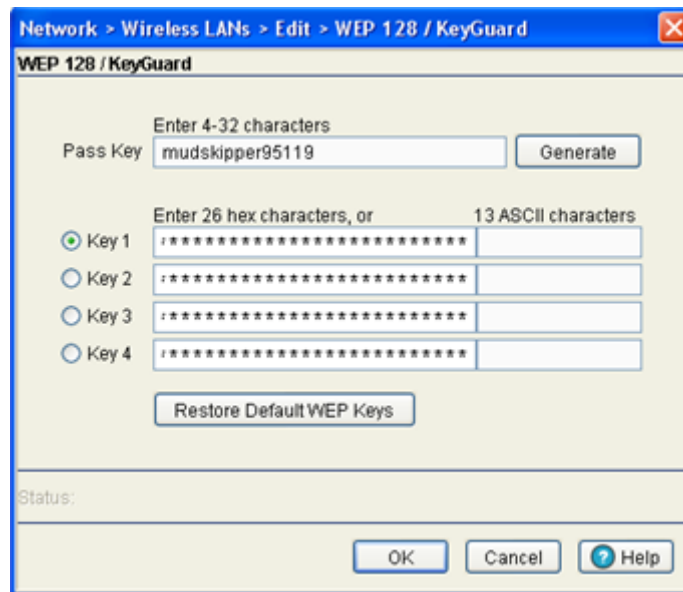 Network > Wireless LANs > Edit > WEP 128 / KeyGuard
WEP 128 / KeyGuard
Enter 4-32 characters
Pass Key mudskipper95119 Generate
Enter 26 hex characters, or 13 ASCII characters
Key 1 **************************
Key 2 **************************
Key 3 **************************
Key 4 **************************
Restore Default WEP Keys
Status:
OK Cancel ? Help